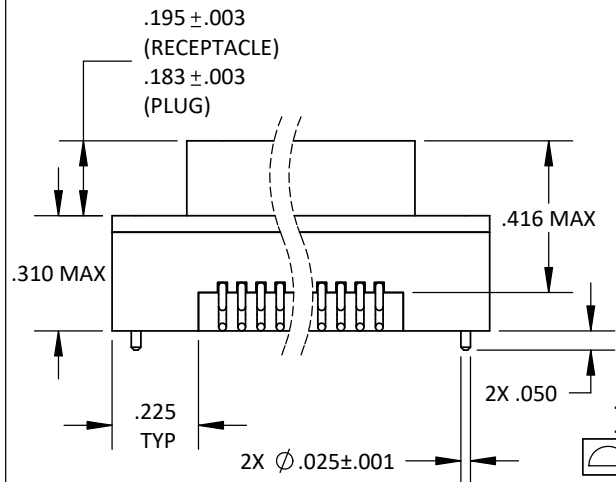 .195 ±.003
(RECEPTACLE)
.183 ±.003
(PLUG)
.416 MAX
.310 MAX
2X .050
.225
TYP
2X ∅ .025±.001